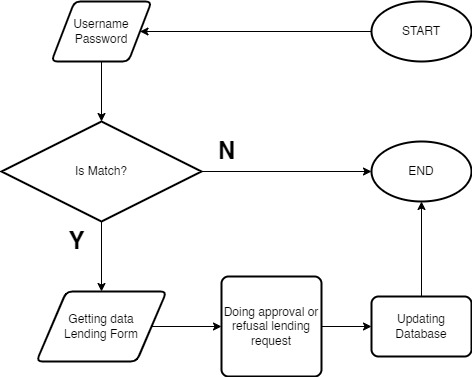 Username
Password
START
Is Match?
N
END
Y
Getting data
Lending Form
Doing approval or
refusal lending
request
Updating
Database